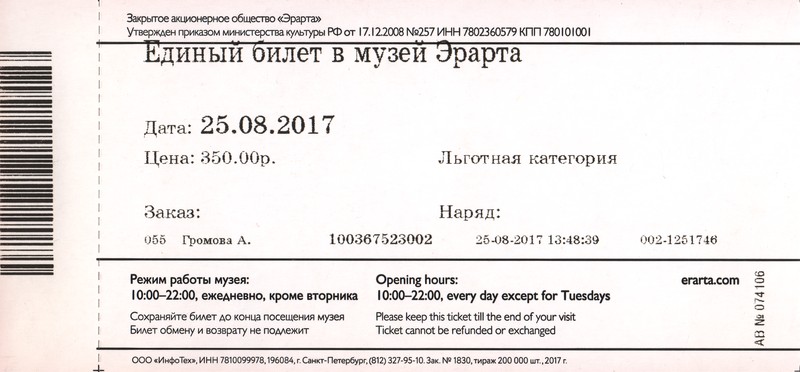 Закрытое акционерное общество «Эрарта»
Утвержден приказом министерства культуры РФ от 17.12.2008 №257 ИНН 7802360579 КПП 780101001
Единый билет в музей Эрарта
Дата: 25.08.2017
Цена: 350.00р. Льготная категория
Заказ: Наряд:
055 Громова А. 100367523002 25-08-2017 13:48:39 002-1251746
Режим работы музея:
10:00–22:00, ежедневно, кроме вторника
Сохраняйте билет до конца посещения музея
Билет обмену и возврату не подлежит
Opening hours:
10:00–22:00, every day except for Tuesdays
Please keep this ticket till the end of your visit
Ticket cannot be refunded or exchanged
erarta.com
АВ № 074106
ООО «ИнфоТех», ИНН 7810099978, 196084, г. Санкт-Петербург, (812) 327-95-10. Зак. № 1830, тираж 200 000 шт., 2017 г.